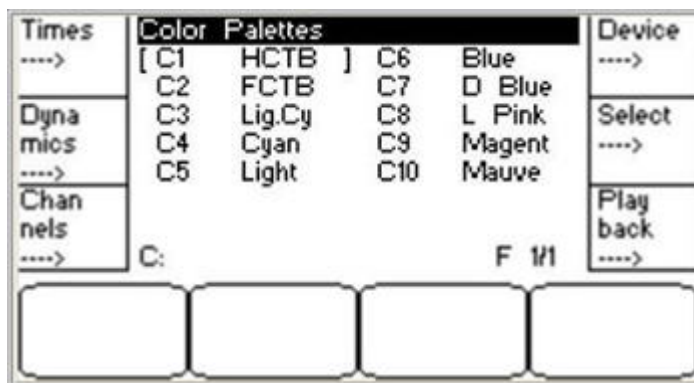 Times
---->
Dyna
mics
---->
Chan
nels
---->
Color Palettes
[ C1 HCTB ] C6 Blue
C2 FCTB C7 D Blue
C3 Lig.Cy C8 L Pink
C4 Cyan C9 Magent
C5 Light C10 Mauve
C: F 1/1
Device
---->
Select
---->
Play
back
---->